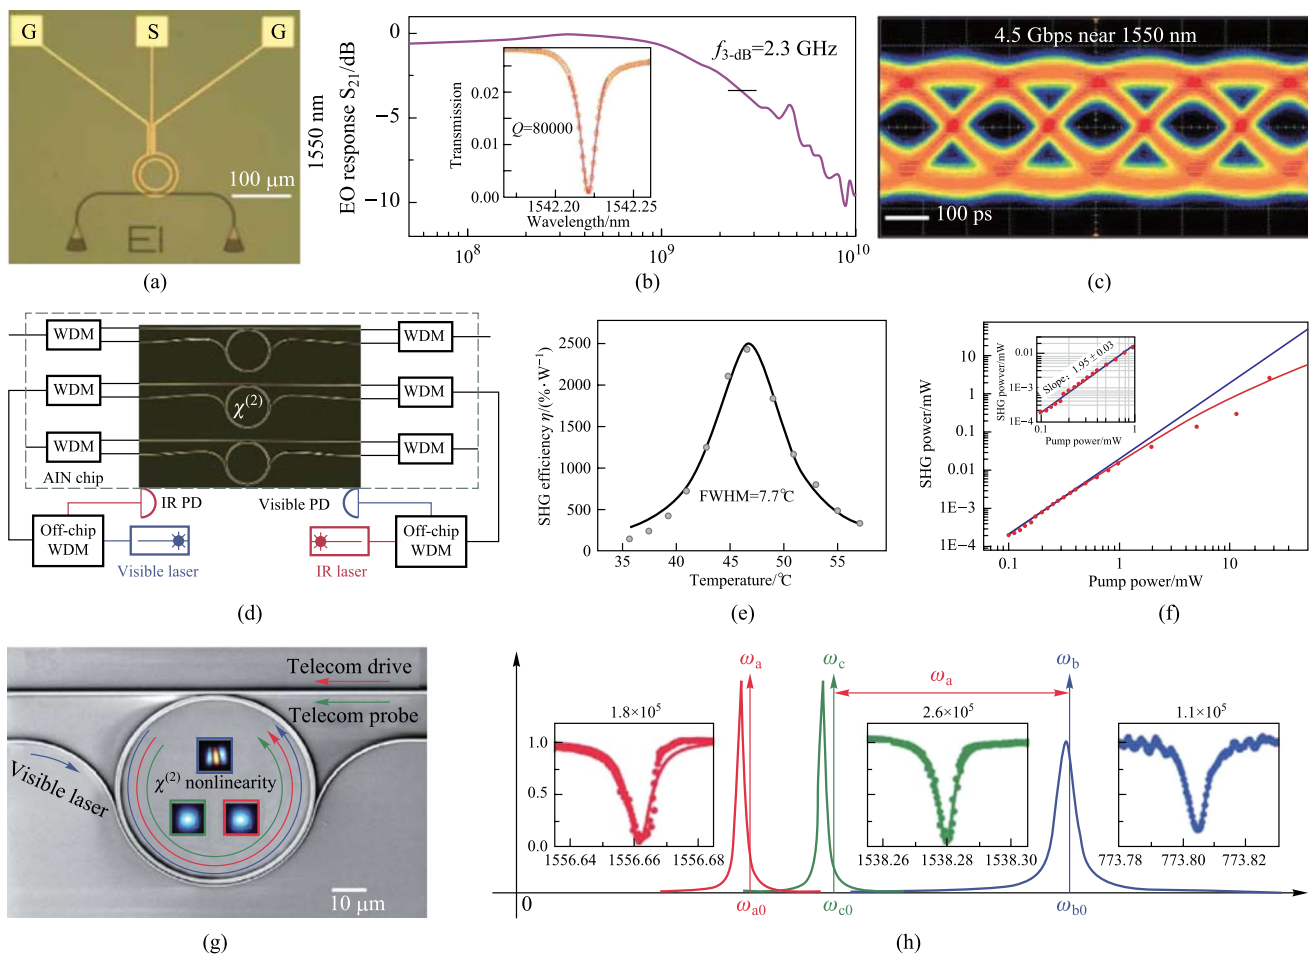 G
S
G
100 μm
E1
(a)
1550 nm
EO response S21/dB
0
−5
−10
f3-dB=2.3 GHz
Transmission
0.02
0.01
0.00
Q=80000
1542.20
1542.25
Wavelength/nm
10^8
10^9
10^10
(b)
4.5 Gbps near 1550 nm
100 ps
(c)
WDM
WDM
WDM
WDM
WDM
WDM
χ(2)
AlN chip
IR PD
Visible PD
Off-chip
WDM
Visible laser
IR laser
Off-chip
WDM
(d)
SHG efficiency η/(%·W−1)
2500
2000
1500
1000
500
0
FWHM=7.7℃
35
40
45
50
55
Temperature/℃
(e)
SHG power/mW
10
1
0.1
0.01
1E−3
1E−4
SHG powver/mW
0.01
1E−3
1E−4
Slope: 1.95±0.03
0.1
1
Pump power/mW
0.1
1
10
Pump power/mW
(f)
Telecom drive
Telecom probe
Visible laser
χ(2) nonlinearity
10 μm
(g)
ωa
ωc
ωa
ωb
1.8×10^5
1.0
0.5
0.0
1556.64
1556.66
1556.68
2.6×10^5
1538.26
1538.28
1538.30
1.1×10^5
773.78
773.80
773.82
0
ωa0
ωc0
ωb0
(h)